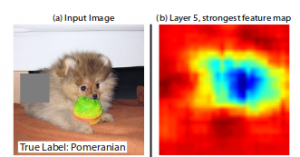 (a) Input Image
(b) Layer 5, strongest feature map
True Label: Pomeranian